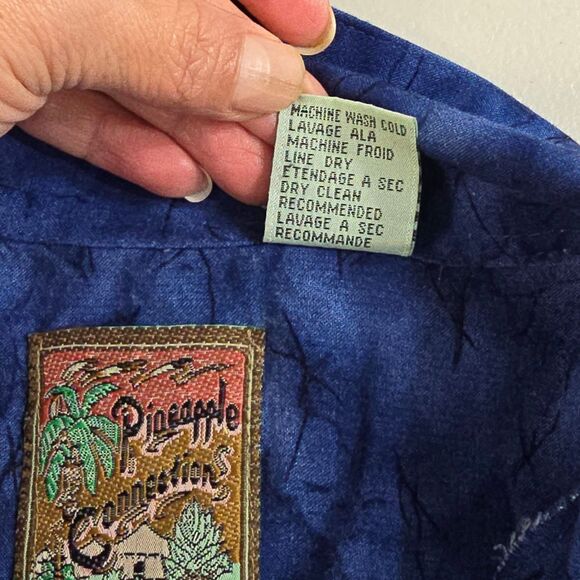 MACHINE WASH COLD
LAVAGE ALA
MACHINE FROID
LINE DRY
ETENDAGE A SEC
DRY CLEAN
RECOMMENDED
LAVAGE A SEC
RECOMMANDE
Pineapple
Connections